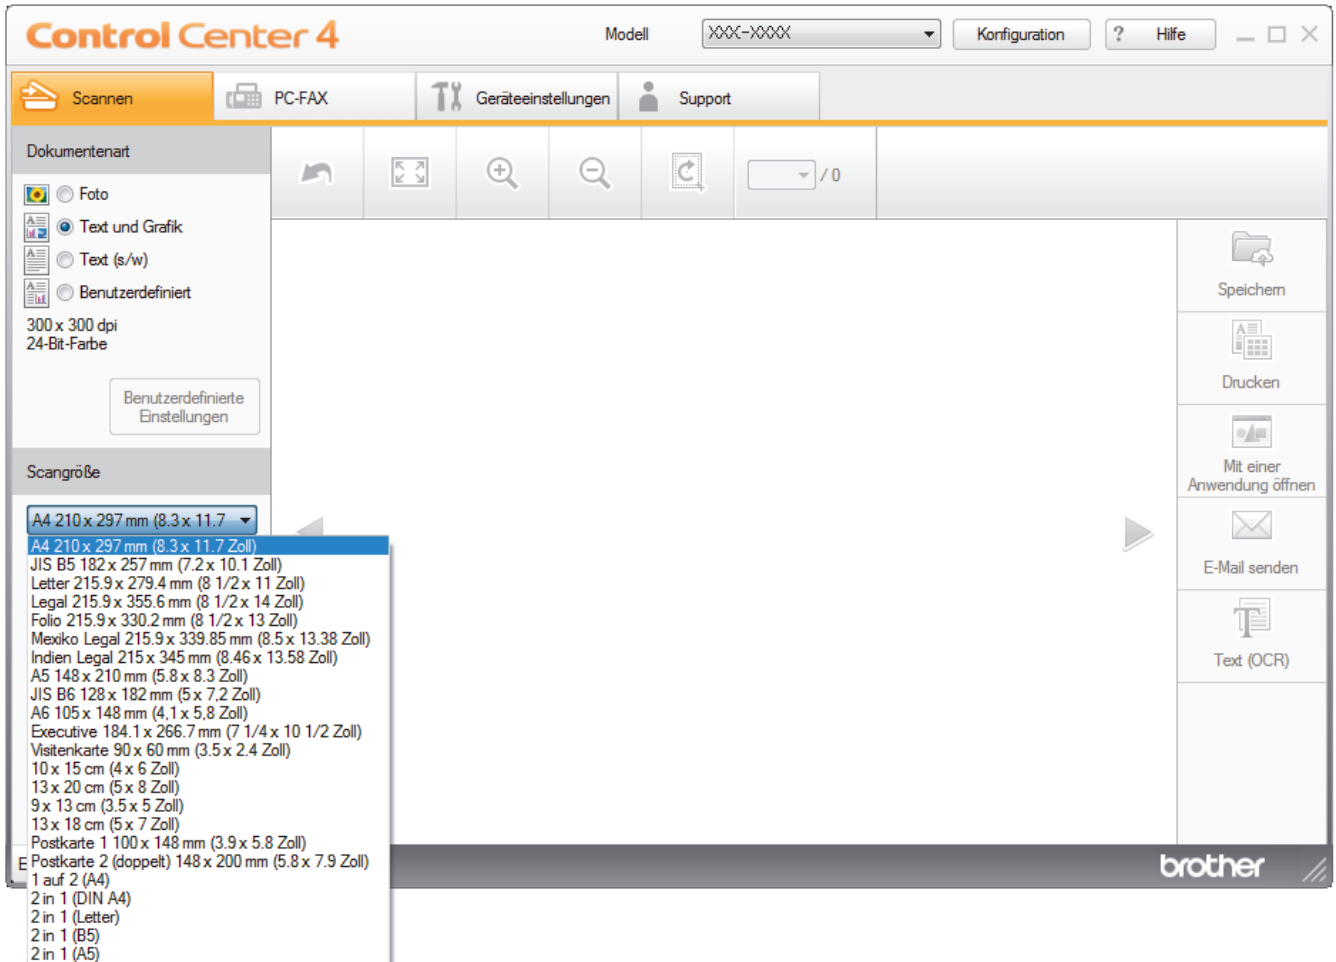 Control Center 4
Modell
XXX-XXXX
Konfiguration
? Hilfe
Scannen
PC-FAX
Geräteeinstellungen
Support
Dokumentenart
/ 0
Foto
Text und Grafik
Text (s/w)
Benutzerdefiniert
300 x 300 dpi
24-Bit-Farbe
Benutzerdefinierte
Einstellungen
Scangröße
A4 210 x 297 mm (8.3 x 11.7
A4 210 x 297 mm (8.3 x 11.7 Zoll)
JIS B5 182 x 257 mm (7.2 x 10.1 Zoll)
Letter 215.9 x 279.4 mm (8 1/2 x 11 Zoll)
Legal 215.9 x 355.6 mm (8 1/2 x 14 Zoll)
Folio 215.9 x 330.2 mm (8 1/2 x 13 Zoll)
Mexiko Legal 215.9 x 339.85 mm (8.5 x 13.38 Zoll)
Indien Legal 215 x 345 mm (8.46 x 13.58 Zoll)
A5 148 x 210 mm (5.8 x 8.3 Zoll)
JIS B6 128 x 182 mm (5 x 7,2 Zoll)
A6 105 x 148 mm (4,1 x 5,8 Zoll)
Executive 184.1 x 266.7 mm (7 1/4 x 10 1/2 Zoll)
Visitenkarte 90 x 60 mm (3.5 x 2.4 Zoll)
10 x 15 cm (4 x 6 Zoll)
13 x 20 cm (5 x 8 Zoll)
9 x 13 cm (3.5 x 5 Zoll)
13 x 18 cm (5 x 7 Zoll)
Postkarte 1 100 x 148 mm (3.9 x 5.8 Zoll)
Postkarte 2 (doppelt) 148 x 200 mm (5.8 x 7.9 Zoll)
1 auf 2 (A4)
2 in 1 (DIN A4)
2 in 1 (Letter)
2 in 1 (B5)
2 in 1 (A5)
Speichern
Drucken
Mit einer
Anwendung öffnen
E-Mail senden
Text (OCR)
brother